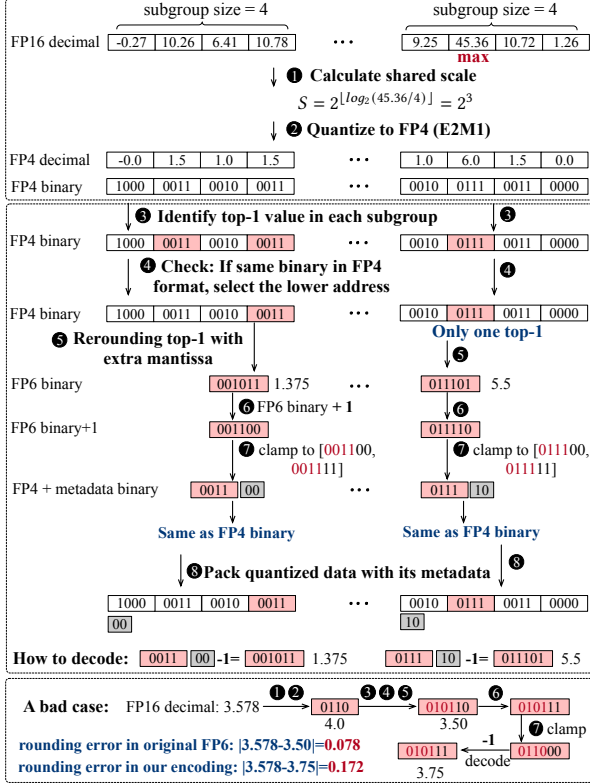 subgroup size = 4 subgroup size = 4
FP16 decimal -0.27 10.26 6.41 10.78 ··· 9.25 45.36 10.72 1.26
max
❶ Calculate shared scale
S = 2^⌊log₂(45.36/4)⌋ = 2³
❷ Quantize to FP4 (E2M1)
FP4 decimal -0.0 1.5 1.0 1.5 ··· 1.0 6.0 1.5 0.0
FP4 binary 1000 0011 0010 0011 ··· 0010 0111 0011 0000
❸ Identify top-1 value in each subgroup ❸
FP4 binary 1000 0011 0010 0011 ··· 0010 0111 0011 0000
❹ Check: If same binary in FP4 ❹
format, select the lower address
FP4 binary 1000 0011 0010 0011 ··· 0010 0111 0011 0000
Only one top-1
❺ Rerounding top-1 with ❺
extra mantissa
FP6 binary 001011 1.375 ··· 011101 5.5
❻ FP6 binary + 1 ❻
FP6 binary+1 001100 011110
❼ clamp to [001100, ❼ clamp to [011100,
001111] 011111]
FP4 + metadata binary 0011 00 ··· 0111 10
Same as FP4 binary Same as FP4 binary
❽ Pack quantized data with its metadata ❽
1000 0011 0010 0011 ··· 0010 0111 0011 0000
00 10
How to decode: 0011 00 -1= 001011 1.375 0111 10 -1= 011101 5.5
A bad case: FP16 decimal: 3.578 ❶ ❷ 0110 ❸ ❹ ❺ 010110 ❻ 010111
4.0 3.50
❼ clamp
rounding error in original FP6: |3.578-3.50|=0.078
010111 -1 decode 011000
rounding error in our encoding: |3.578-3.75|=0.172
3.75